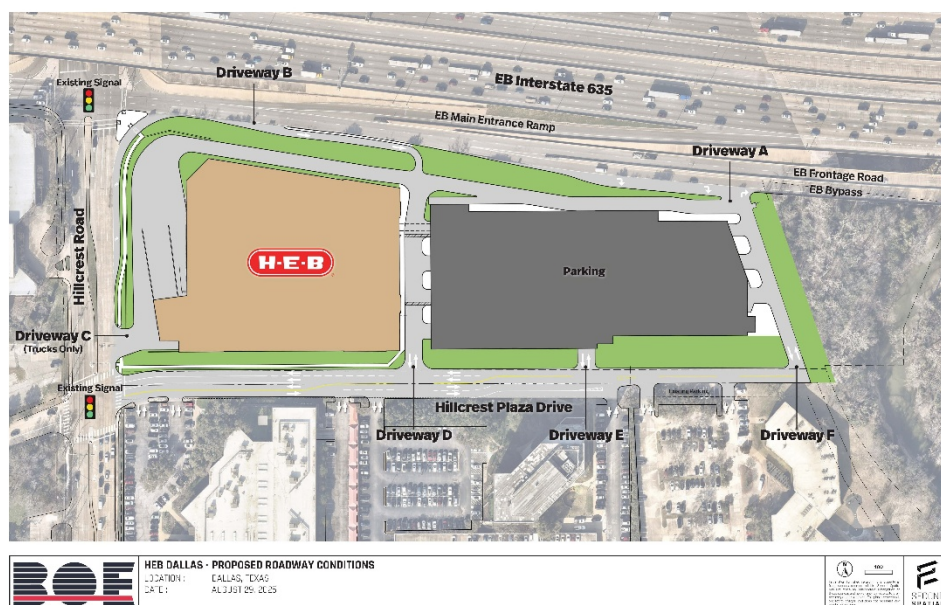 Driveway B
EB Interstate 635
Existing Signal
EB Main Entrance Ramp
Driveway A
EB Frontage Road
EB Bypass
Hillcrest Road
H-E-B
Parking
Driveway C
(Trucks Only)
Existing Signal
Hillcrest Plaza Drive
Driveway D
Driveway E
Driveway F
HEB DALLAS - PROPOSED ROADWAY CONDITIONS
LOCATION : DALLAS, TEXAS
DATE : AUGUST 29, 2025